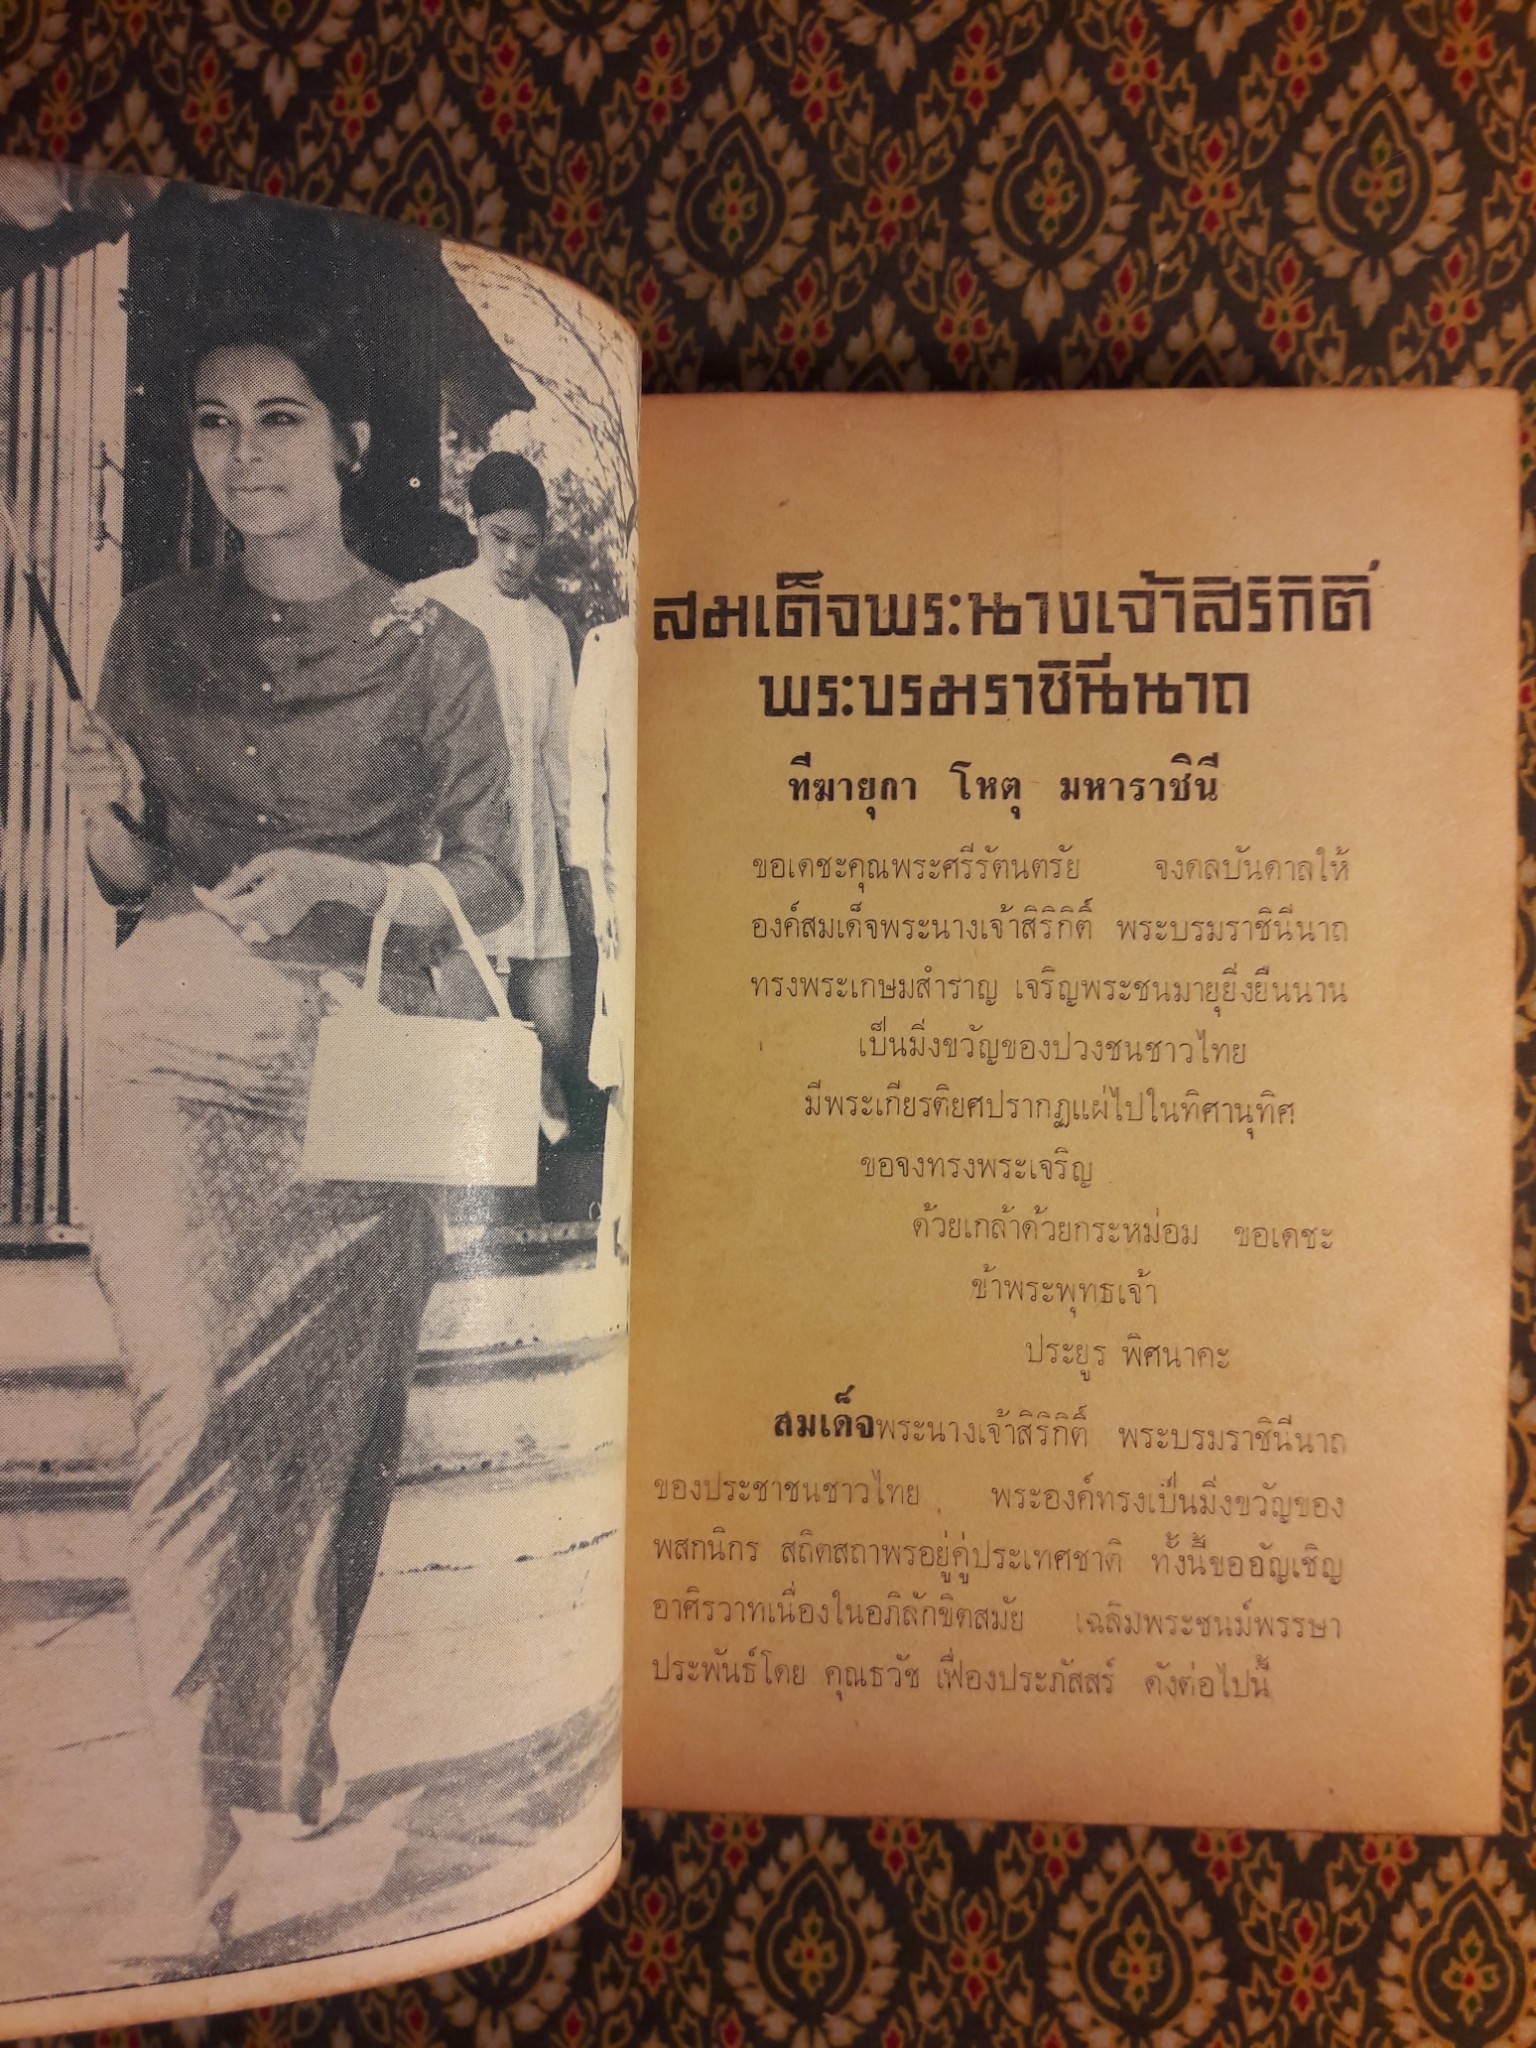 สมเด็จพระนางเจ้าสิริกิติ์
พระบรมราชินีนาถ
ทีฆายุกา โหตุ มหาราชินี
ขอเดชะคุณพระศรีรัตนตรัย จงดลบันดาลให้
องค์สมเด็จพระนางเจ้าสิริกิติ์ พระบรมราชินีนาถ
ทรงพระเกษมสำราญ เจริญพระชนมายุยิ่งยืนนาน
เป็นมิ่งขวัญของปวงชนชาวไทย
มีพระเกียรติยศปรากฏแผ่ไปในทิศานุทิศ
ขอจงทรงพระเจริญ
ด้วยเกล้าด้วยกระหม่อม ขอเดชะ
ข้าพระพุทธเจ้า
ประยูร พิศนาคะ
สมเด็จพระนางเจ้าสิริกิติ์ พระบรมราชินีนาถ
ของประชาชนชาวไทย พระองค์ทรงเป็นมิ่งขวัญของ
พสกนิกร สถิตสถาพรอยู่คู่ประเทศชาติ ทั้งนี้ขออัญเชิญ
อาศิรวาทเนื่องในอภิลักขิตสมัย เฉลิมพระชนม์พรรษา
ประพันธ์โดย คุณธวัช เฟื่องประภัสสร์ ดังต่อไปนี้